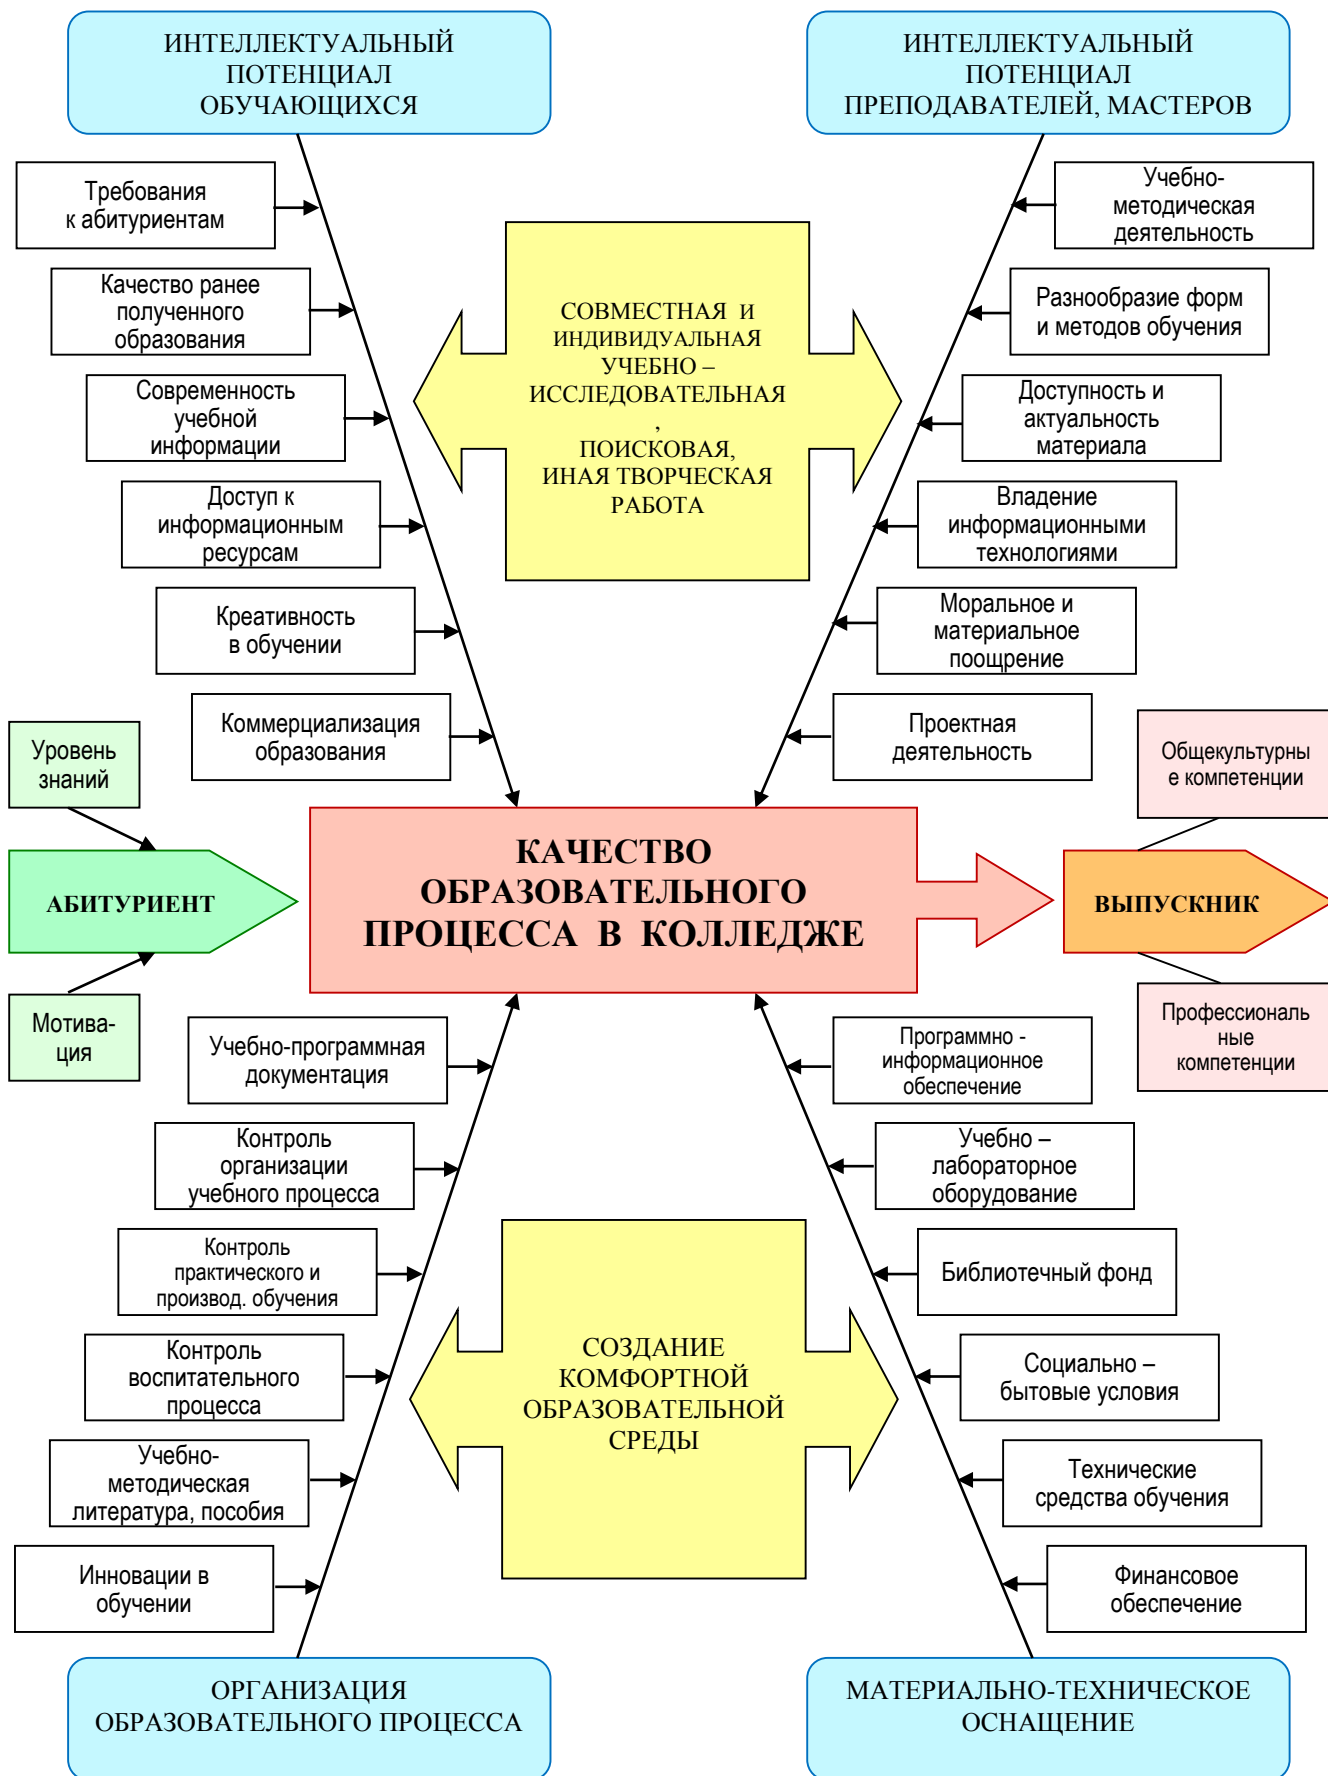 ИНТЕЛЛЕКТУАЛЬНЫЙ
ПОТЕНЦИАЛ
ОБУЧАЮЩИХСЯ
ИНТЕЛЛЕКТУАЛЬНЫЙ
ПОТЕНЦИАЛ
ПРЕПОДАВАТЕЛЕЙ, МАСТЕРОВ
Требования
к абитуриентам
Качество ранее
полученного
образования
Современность
учебной
информации
Доступ к
информационным
ресурсам
Креативность
в обучении
Коммерциализация
образования
СОВМЕСТНАЯ И
ИНДИВИДУАЛЬНАЯ
УЧЕБНО –
ИССЛЕДОВАТЕЛЬСКАЯ
,
ПОИСКОВАЯ,
ИНАЯ ТВОРЧЕСКАЯ
РАБОТА
Учебно-
методическая
деятельность
Разнообразие форм
и методов обучения
Доступность и
актуальность
материала
Владение
информационными
технологиями
Моральное и
материальное
поощрение
Проектная
деятельность
Уровень
знаний
АБИТУРИЕНТ
Мотива-
ция
КАЧЕСТВО
ОБРАЗОВАТЕЛЬНОГО
ПРОЦЕССА В КОЛЛЕДЖЕ
Общекультурны
е компетенции
ВЫПУСКНИК
Профессиональ
ные
компетенции
Учебно-программная
документация
Контроль
организации
учебного процесса
Контроль
практического и
производ. обучения
Контроль
воспитательного
процесса
Учебно-
методическая
литература, пособия
Инновации в
обучении
СОЗДАНИЕ
КОМФОРТНОЙ
ОБРАЗОВАТЕЛЬНОЙ
СРЕДЫ
Программно -
информационное
обеспечение
Учебно –
лабораторное
оборудование
Библиотечный фонд
Социально –
бытовые условия
Технические
средства обучения
Финансовое
обеспечение
ОРГАНИЗАЦИЯ
ОБРАЗОВАТЕЛЬНОГО ПРОЦЕССА
МАТЕРИАЛЬНО-ТЕХНИЧЕСКОЕ
ОСНАЩЕНИЕ